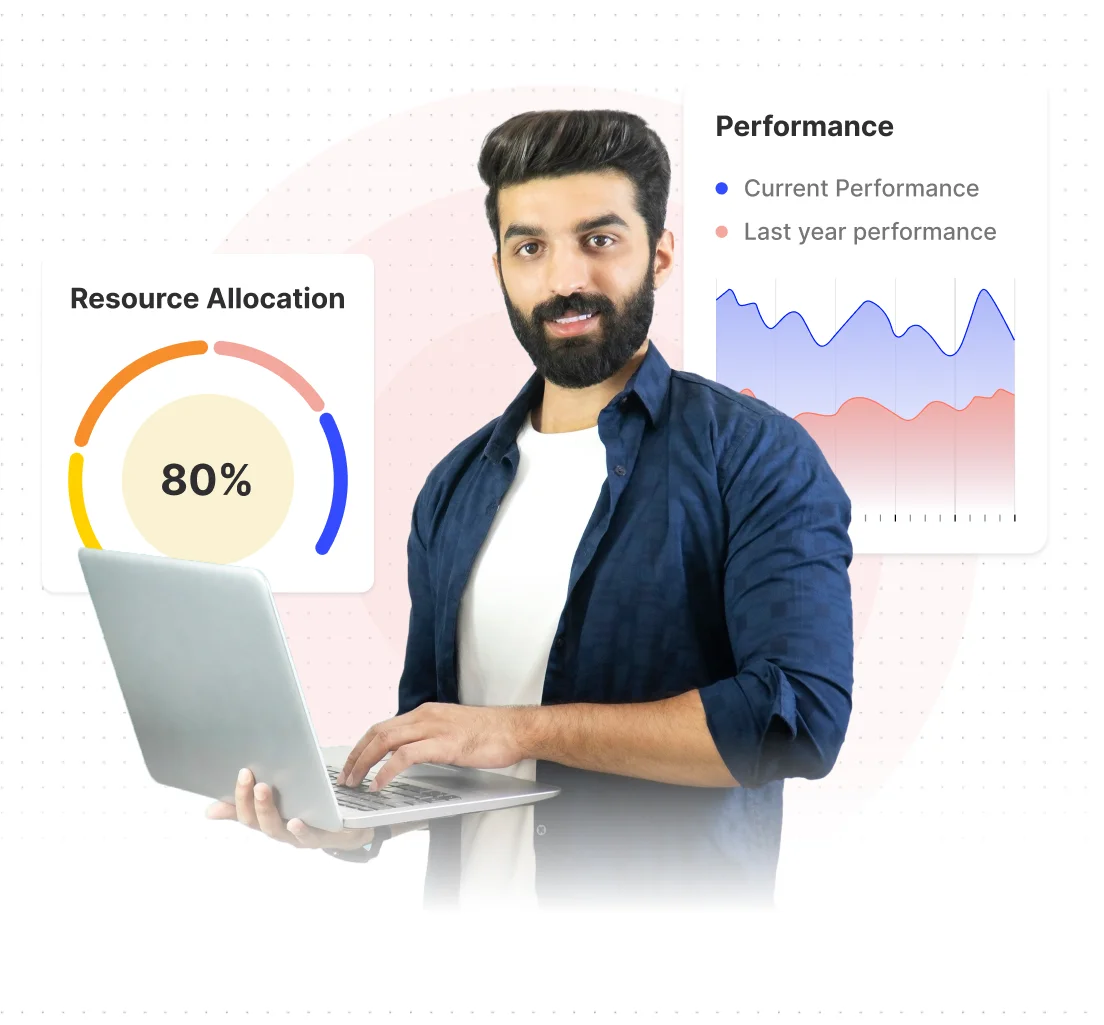 Performance
Current Performance
Last year performance
Resource Allocation
80%